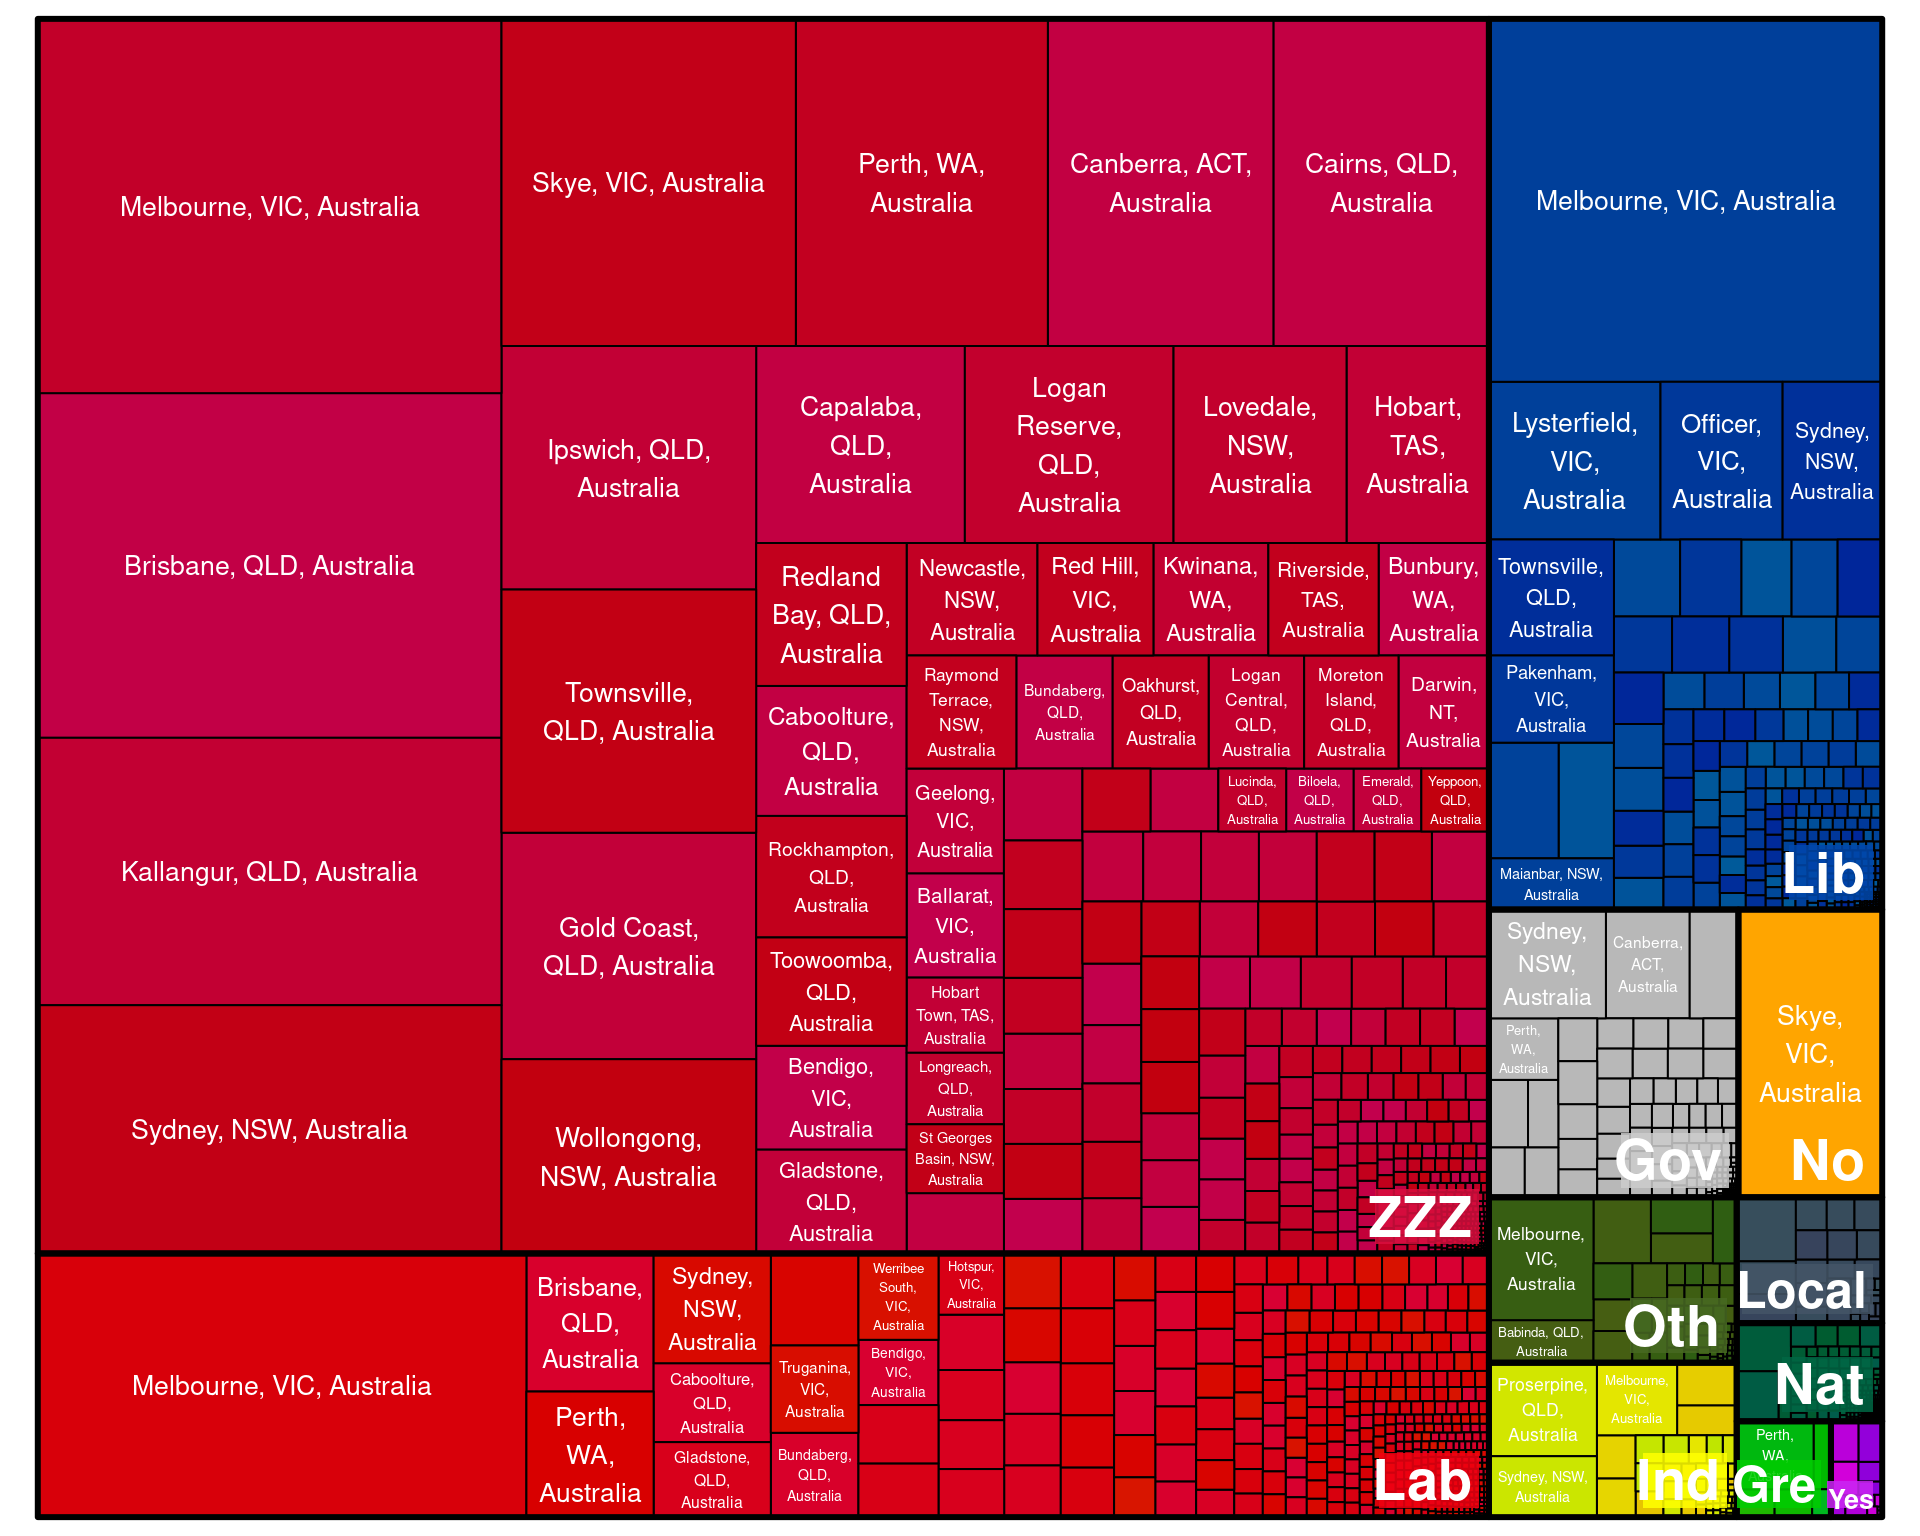 Melbourne, VIC, Australia
Brisbane, QLD, Australia
Kallangur, QLD, Australia
Sydney, NSW, Australia
Skye, VIC, Australia
Perth, WA,
Australia
Canberra, ACT,
Australia
Cairns, QLD,
Australia
Ipswich, QLD,
Australia
Townsville,
QLD, Australia
Gold Coast,
QLD, Australia
Wollongong,
NSW, Australia
Capalaba,
QLD,
Australia
Logan
Reserve,
QLD,
Australia
Lovedale,
NSW,
Australia
Hobart,
TAS,
Australia
Redland
Bay, QLD,
Australia
Caboolture,
QLD,
Australia
Rockhampton,
QLD,
Australia
Toowoomba,
QLD,
Australia
Bendigo,
VIC,
Australia
Gladstone,
QLD,
Australia
Newcastle,
NSW,
Australia
Red Hill,
VIC,
Australia
Kwinana,
WA,
Australia
Riverside,
TAS,
Australia
Bunbury,
WA,
Australia
Raymond
Terrace,
NSW,
Australia
Bundaberg,
QLD,
Australia
Oakhurst,
QLD,
Australia
Logan
Central,
QLD,
Australia
Moreton
Island,
QLD,
Australia
Darwin,
NT,
Australia
Geelong,
VIC,
Australia
Ballarat,
VIC,
Australia
Hobart
Town, TAS,
Australia
Longreach,
QLD,
Australia
St Georges
Basin, NSW,
Australia
Lucinda,
QLD,
Australia
Biloela,
QLD,
Australia
Emerald,
QLD,
Australia
Yeppoon,
QLD,
Australia
ZZZ
Melbourne, VIC, Australia
Brisbane,
QLD,
Australia
Perth,
WA,
Australia
Sydney,
NSW,
Australia
Caboolture,
QLD,
Australia
Gladstone,
QLD,
Australia
Truganina,
VIC,
Australia
Bundaberg,
QLD,
Australia
Werribee
South,
VIC,
Australia
Bendigo,
VIC,
Australia
Hotspur,
VIC,
Australia
Lab
Melbourne, VIC, Australia
Lysterfield,
VIC,
Australia
Officer,
VIC,
Australia
Sydney,
NSW,
Australia
Townsville,
QLD,
Australia
Pakenham,
VIC,
Australia
Maianbar, NSW,
Australia
Lib
Sydney,
NSW,
Australia
Canberra,
ACT,
Australia
Perth,
WA,
Australia
Gov
Skye,
VIC,
Australia
No
Melbourne,
VIC,
Australia
Babinda, QLD,
Australia
Oth
Local
Nat
Proserpine,
QLD,
Australia
Melbourne,
VIC,
Australia
Sydney, NSW,
Australia
Ind
Perth,
WA,
Gre
Yes